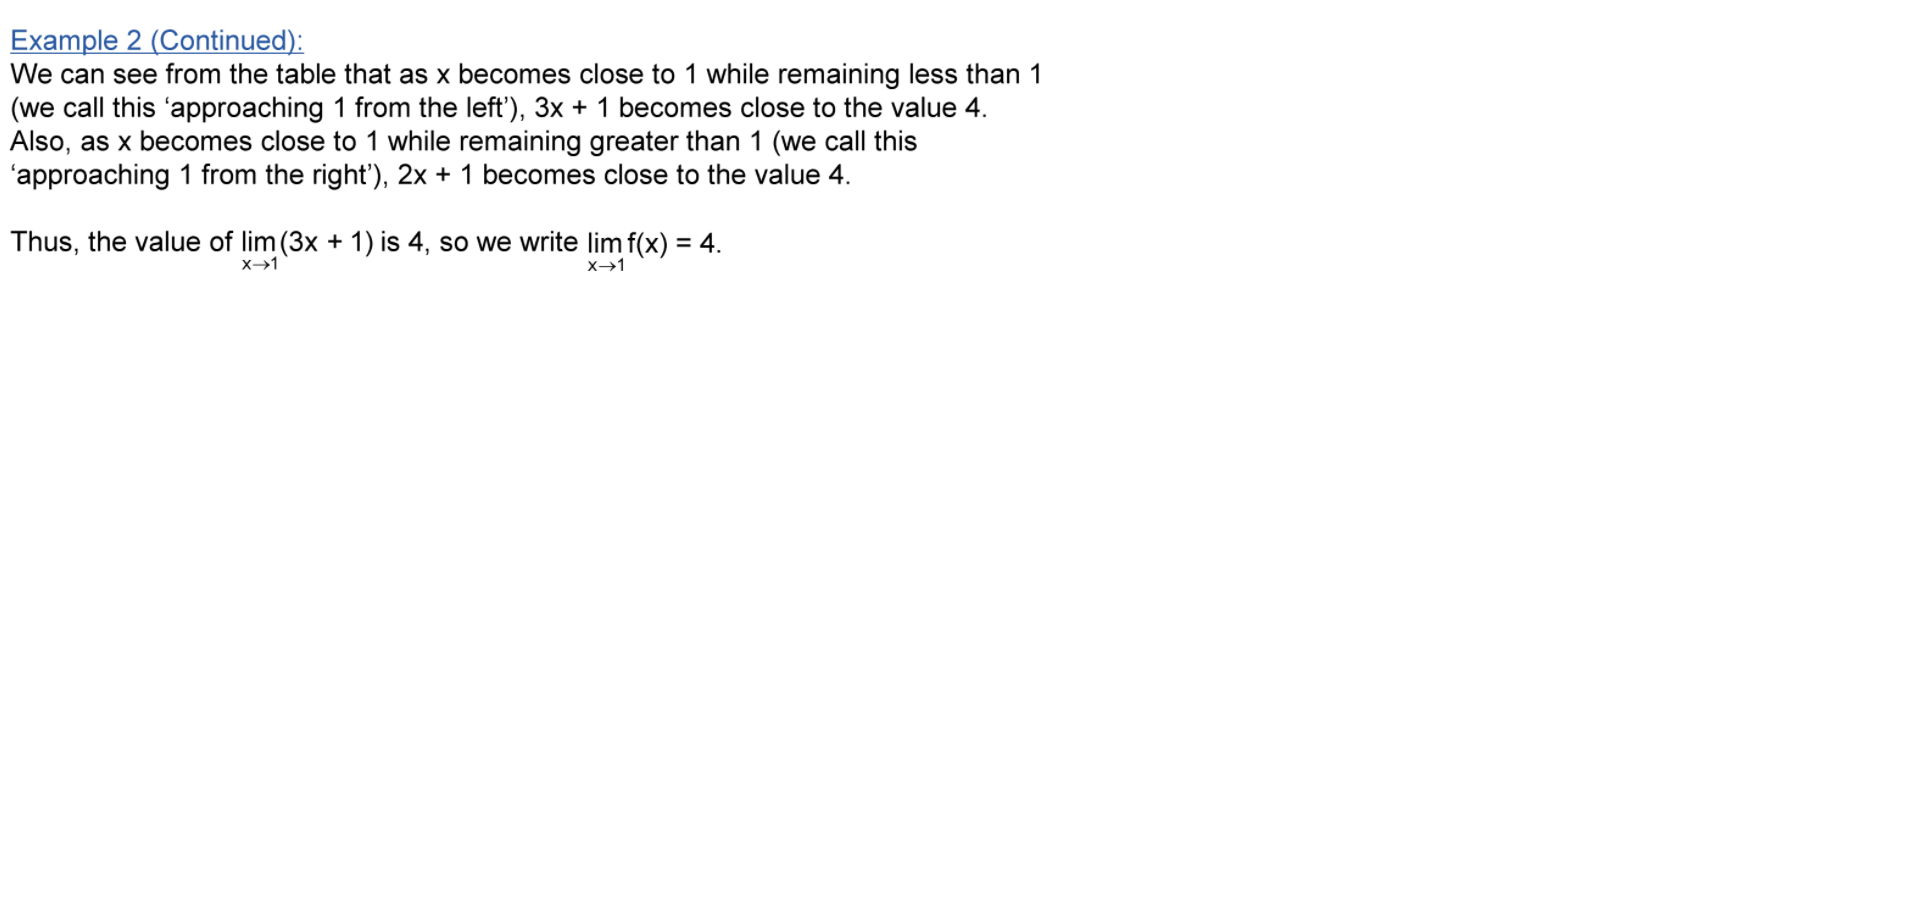 Example 2 (Continued):
We can see from the table that as x becomes close to 1 while remaining less than 1
(we call this ‘approaching 1 from the left’), 3x + 1 becomes close to the value 4.
Also, as x becomes close to 1 while remaining greater than 1 (we call this
‘approaching 1 from the right’), 2x + 1 becomes close to the value 4.
Thus, the value of lim (3x + 1) is 4, so we write lim f(x) = 4.
x→1 x→1